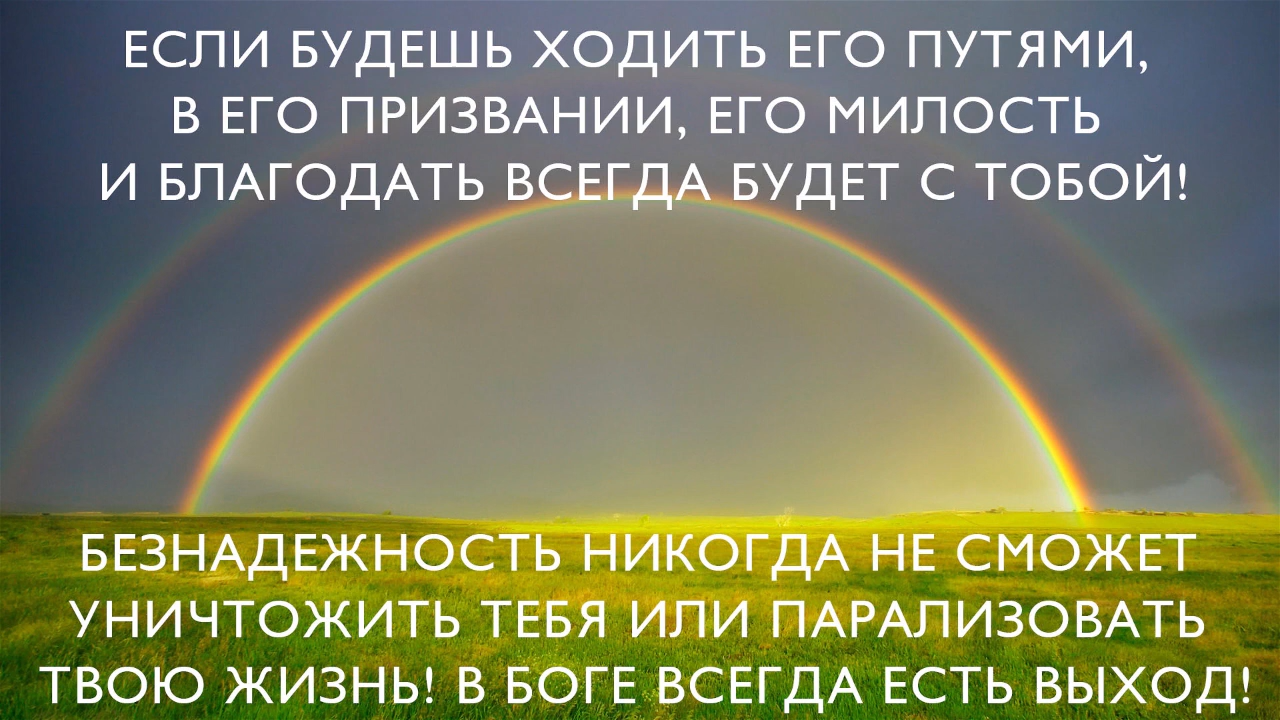 ЕСЛИ БУДЕШЬ ХОДИТЬ ЕГО ПУТЯМИ,
В ЕГО ПРИЗВАНИИ, ЕГО МИЛОСТЬ
И БЛАГОДАТЬ ВСЕГДА БУДЕТ С ТОБОЙ!
БЕЗНАДЕЖНОСТЬ НИКОГДА НЕ СМОЖЕТ
УНИЧТОЖИТЬ ТЕБЯ ИЛИ ПАРАЛИЗОВАТЬ
ТВОЮ ЖИЗНЬ! В БОГЕ ВСЕГДА ЕСТЬ ВЫХОД!